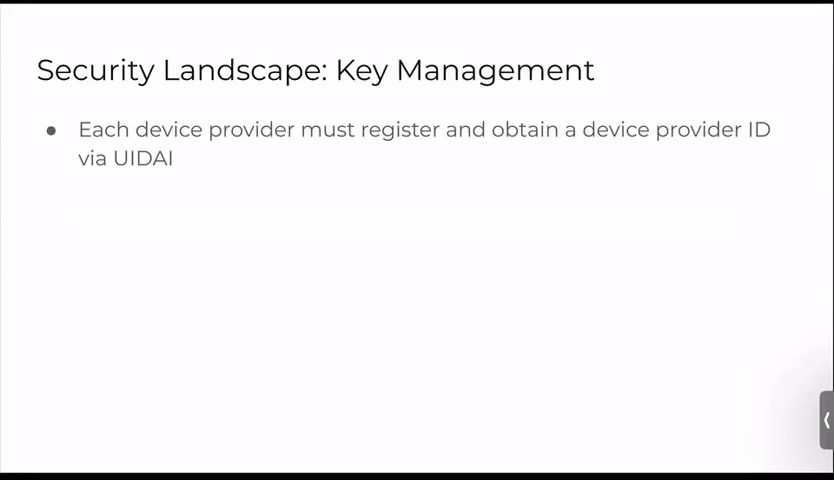 Security Landscape: Key Management
● Each device provider must register and obtain a device provider ID
via UIDAI